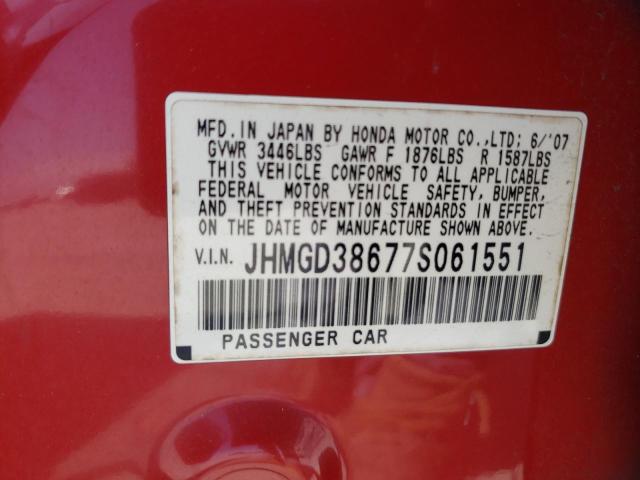 MFD.IN JAPAN BY HONDA MOTOR CO.,LTD; 6/'07
GVWR 3446LBS GAWR F 1876LBS R 1587LBS
THIS VEHICLE CONFORMS TO ALL APPLICABLE
FEDERAL MOTOR VEHICLE SAFETY, BUMPER,
AND THEFT PREVENTION STANDARDS IN EFFECT
ON THE DATE OF MANUFACTURE SHOWN ABOVE.
V.I.N. JHMGD38677S061551
PASSENGER CAR